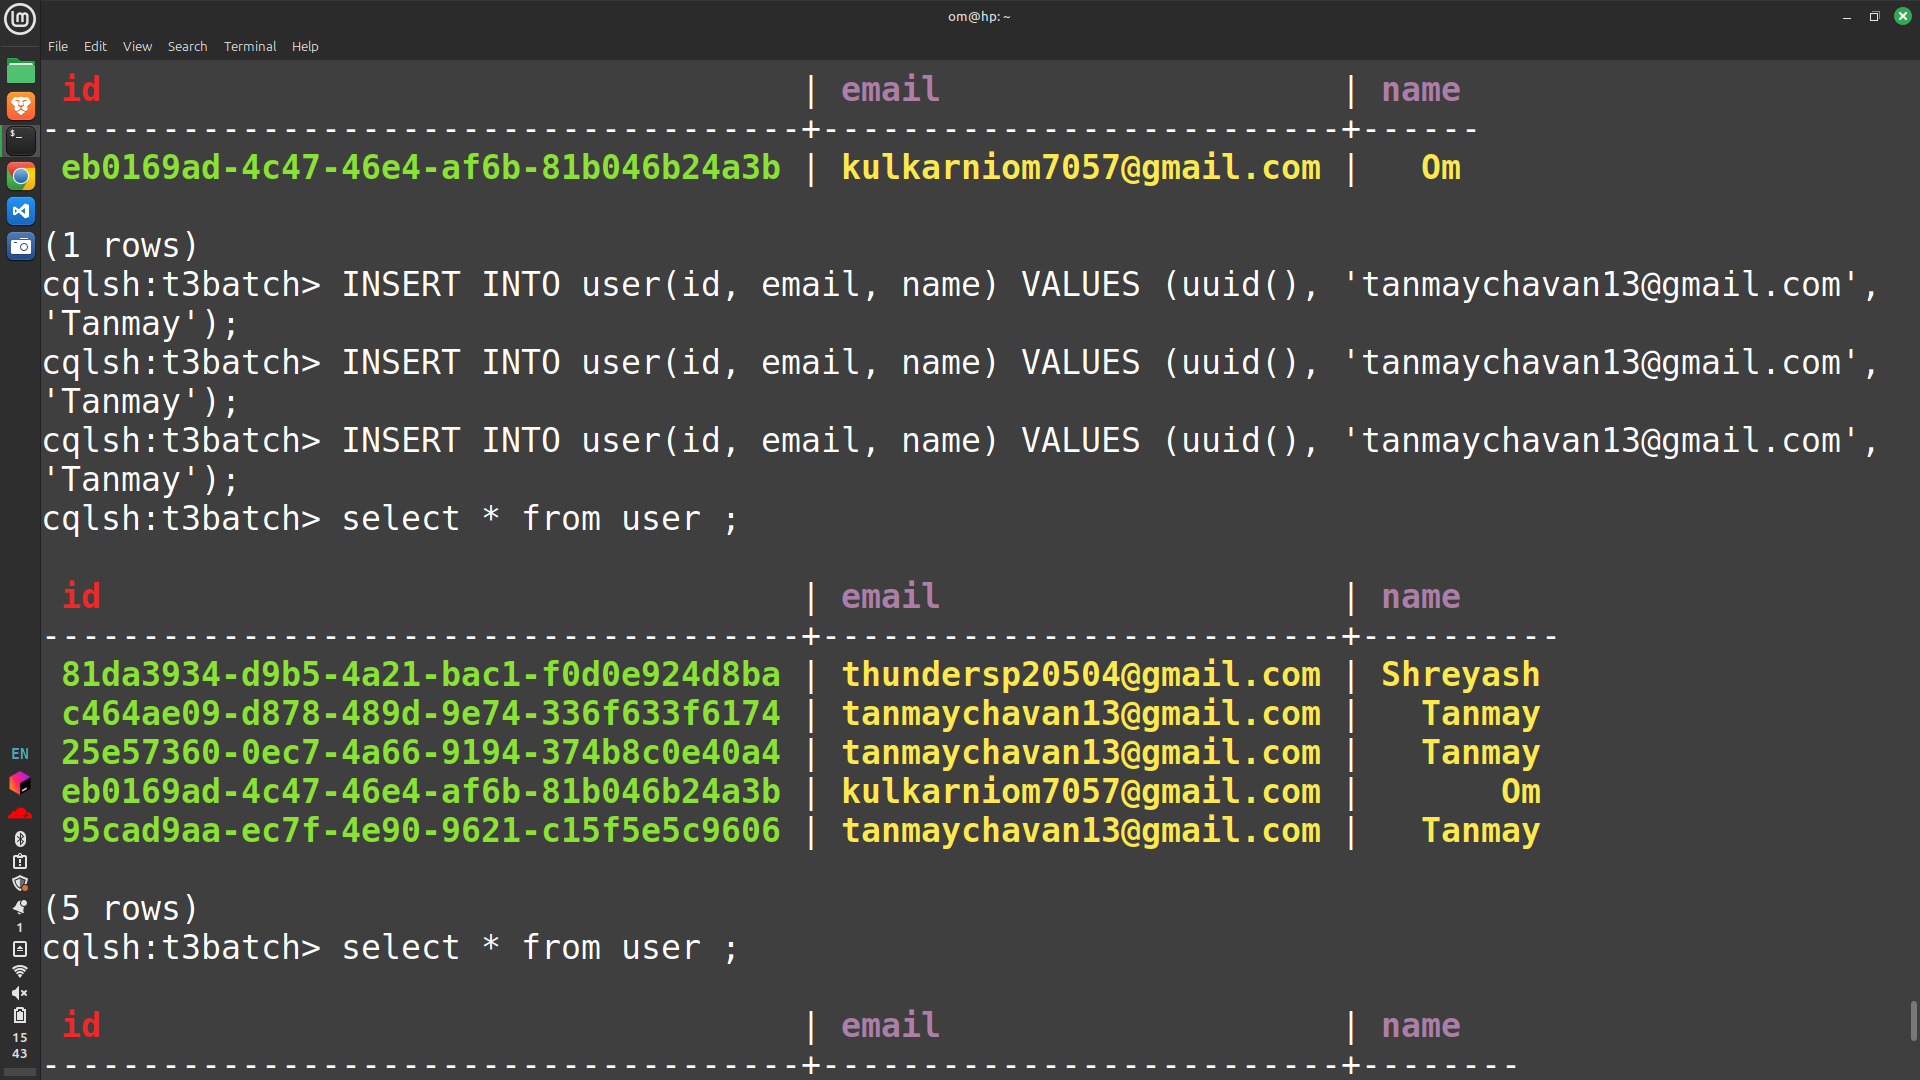 om@hp: ~
File Edit View Search Terminal Help
id | email | name
--------------------------------------+--------------------------+------
eb0169ad-4c47-46e4-af6b-81b046b24a3b | kulkarniom7057@gmail.com | Om
(1 rows)
cqlsh:t3batch> INSERT INTO user(id, email, name) VALUES (uuid(), 'tanmaychavan13@gmail.com',
'Tanmay');
cqlsh:t3batch> INSERT INTO user(id, email, name) VALUES (uuid(), 'tanmaychavan13@gmail.com',
'Tanmay');
cqlsh:t3batch> INSERT INTO user(id, email, name) VALUES (uuid(), 'tanmaychavan13@gmail.com',
'Tanmay');
cqlsh:t3batch> select * from user ;
id | email | name
--------------------------------------+--------------------------+----------
81da3934-d9b5-4a21-bac1-f0d0e924d8ba | thundersp20504@gmail.com | Shreyash
c464ae09-d878-489d-9e74-336f633f6174 | tanmaychavan13@gmail.com | Tanmay
25e57360-0ec7-4a66-9194-374b8c0e40a4 | tanmaychavan13@gmail.com | Tanmay
eb0169ad-4c47-46e4-af6b-81b046b24a3b | kulkarniom7057@gmail.com | Om
95cad9aa-ec7f-4e90-9621-c15f5e5c9606 | tanmaychavan13@gmail.com | Tanmay
(5 rows)
cqlsh:t3batch> select * from user ;
id | email | name
--------------------------------------+--------------------------+--------
EN
1
15
43